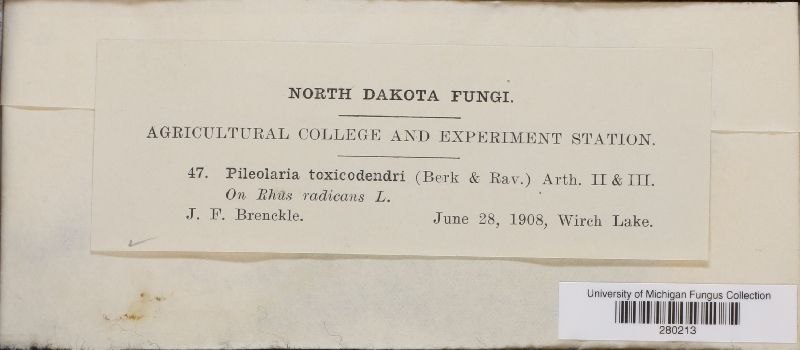 NORTH DAKOTA FUNGI.
AGRICULTURAL COLLEGE AND EXPERIMENT STATION.
47. Pileolaria toxicodendri (Berk & Rav.) Arth. II & III.
On Rhus radicans L.
J. F. Brenckle. June 28, 1908, Wirch Lake.
University of Michigan Fungus Collection
280213